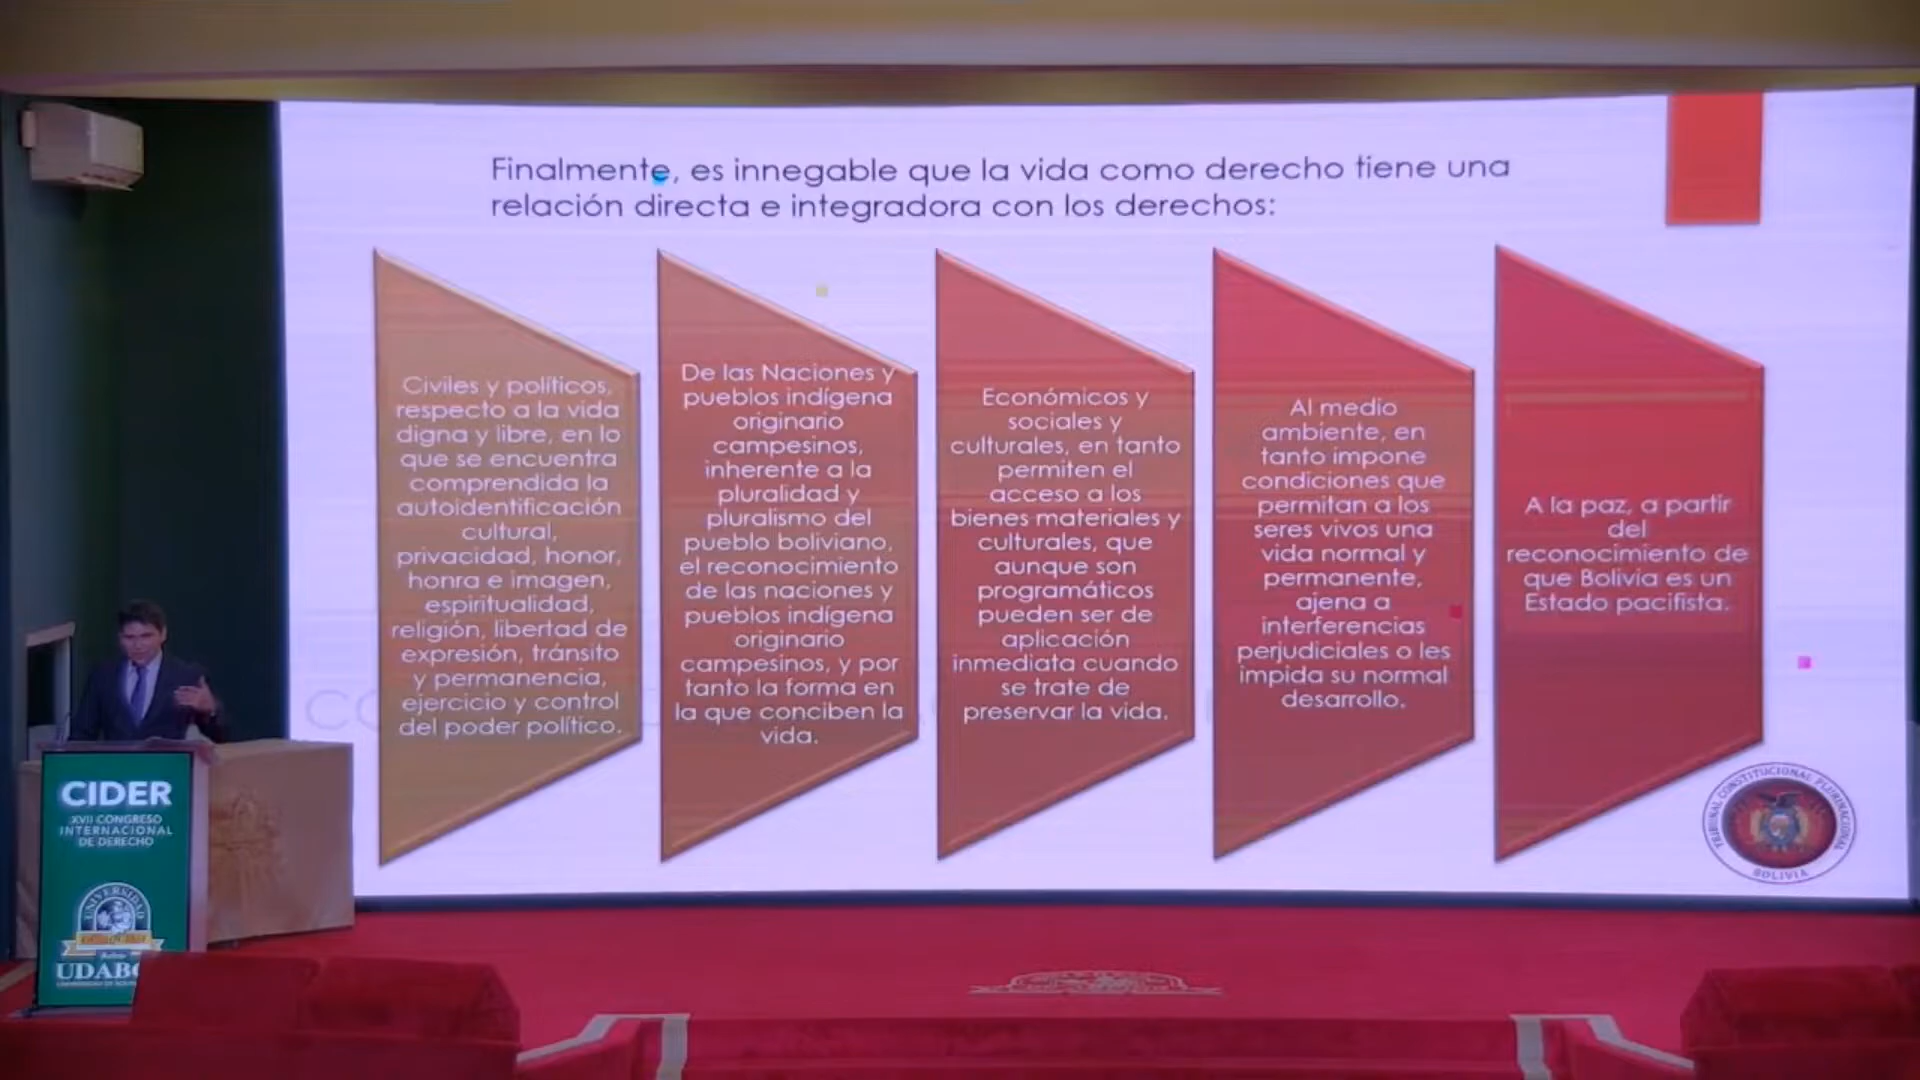 Finalmente, es innegable que la vida como derecho tiene una
relación directa e integradora con los derechos:
Civiles y políticos,
respecto a la vida
digna y libre, en lo
que se encuentra
comprendida la
autoidentificación
cultural,
privacidad, honor,
honra e imagen,
espiritualidad,
religión, libertad de
expresión, tránsito
y permanencia,
ejercicio y control
del poder político.
De las Naciones y
pueblos indígena
originario
campesinos,
inherente a la
pluralidad y
pluralismo del
pueblo boliviano,
el reconocimiento
de las naciones y
pueblos indígena
originario
campesinos, y por
tanto la forma en
la que conciben la
vida.
Económicos y
sociales y
culturales, en tanto
permiten el
acceso a los
bienes materiales y
culturales, que
aunque son
programáticos
pueden ser de
aplicación
inmediata cuando
se trate de
preservar la vida.
Al medio
ambiente, en
tanto impone
condiciones que
permitan a los
seres vivos una
vida normal y
permanente,
ajena a
interferencias
perjudiciales o les
impida su normal
desarrollo.
A la paz, a partir
del
reconocimiento de
que Bolivia es un
Estado pacifista.
TRIBUNAL CONSTITUCIONAL PLURINACIONAL
BOLIVIA
CIDER
XVII CONGRESO
INTERNACIONAL
DE DERECHO
UNIVERSIDAD
UDABO